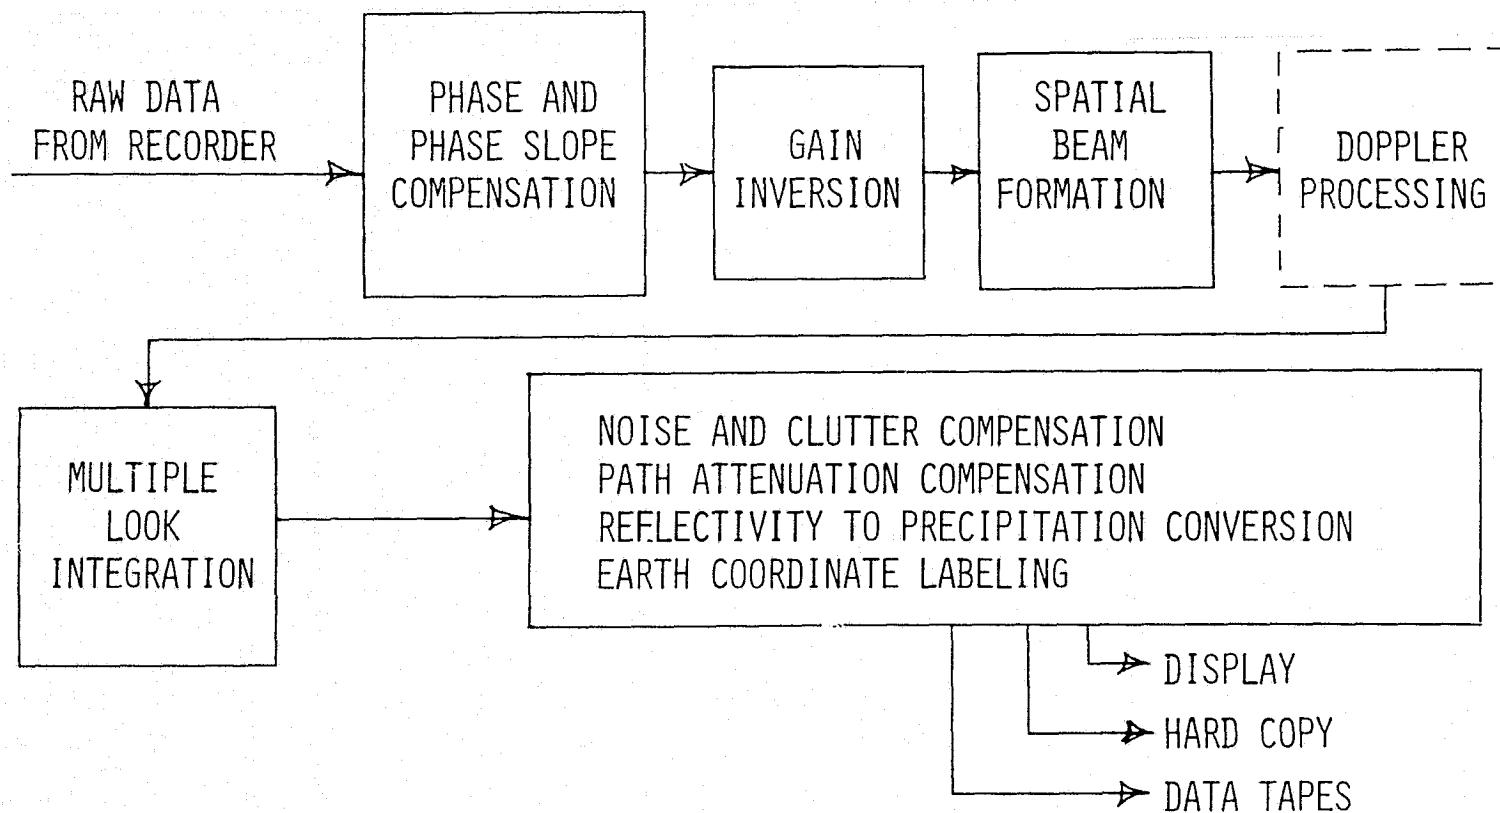 RAW DATA
FROM RECORDER
PHASE AND
PHASE SLOPE
COMPENSATION
GAIN
INVERSION
SPATIAL
BEAM
FORMATION
DOPPLER
PROCESSING
MULTIPLE
LOOK
INTEGRATION
NOISE AND CLUTTER COMPENSATION
PATH ATTENUATION COMPENSATION
REFLECTIVITY TO PRECIPITATION CONVERSION
EARTH COORDINATE LABELING
DISPLAY
HARD COPY
DATA TAPES